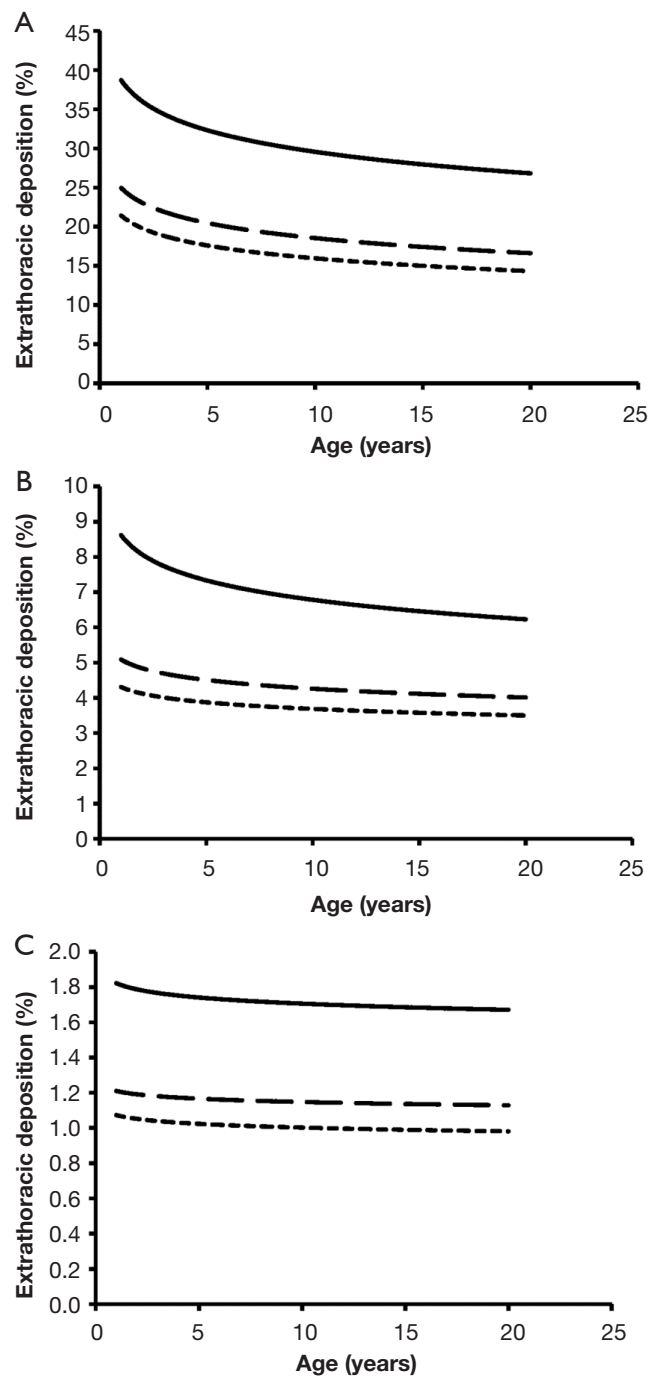 A
Extrathoracic deposition (%)
45
40
35
30
25
20
15
10
5
0
0 5 10 15 20 25
Age (years)
B
Extrathoracic deposition (%)
10
9
8
7
6
5
4
3
2
1
0
0 5 10 15 20 25
Age (years)
C
Extrathoracic deposition (%)
2.0
1.8
1.6
1.4
1.2
1.0
0.8
0.6
0.4
0.2
0.0
0 5 10 15 20 25
Age (years)